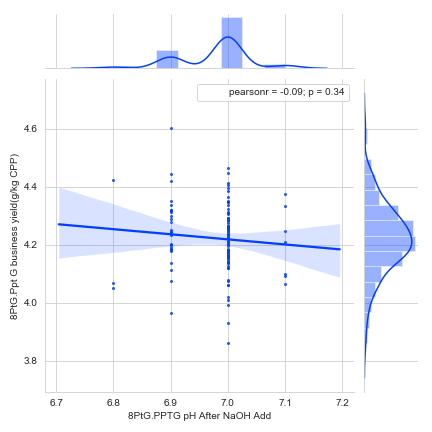 pearsonr = -0.09; p = 0.34
4.6
4.4
4.2
4.0
3.8
8PtG.Ppt G business yield(g/kg CPP)
6.7 6.8 6.9 7.0 7.1 7.2
8PtG.PPTG pH After NaOH Add